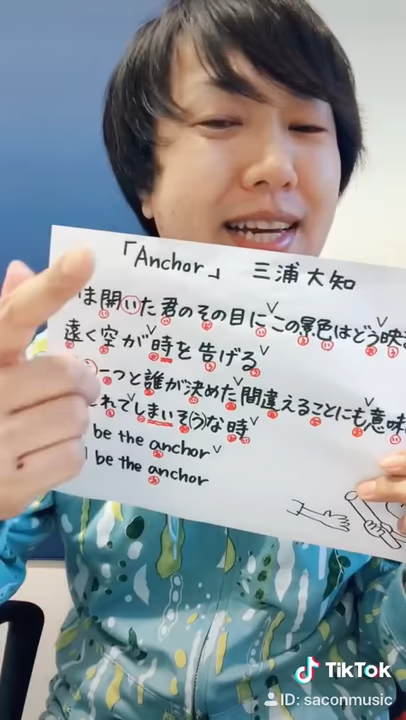 「Anchor」 三浦大知
ま開いた君のその目にこの景色はどう映
遠く空が時を告げる
一つと誰が決めた間違えることにも意味
れてしまいそ(う)な時
be the anchor
be the anchor
TikTok
ID: saconmusic